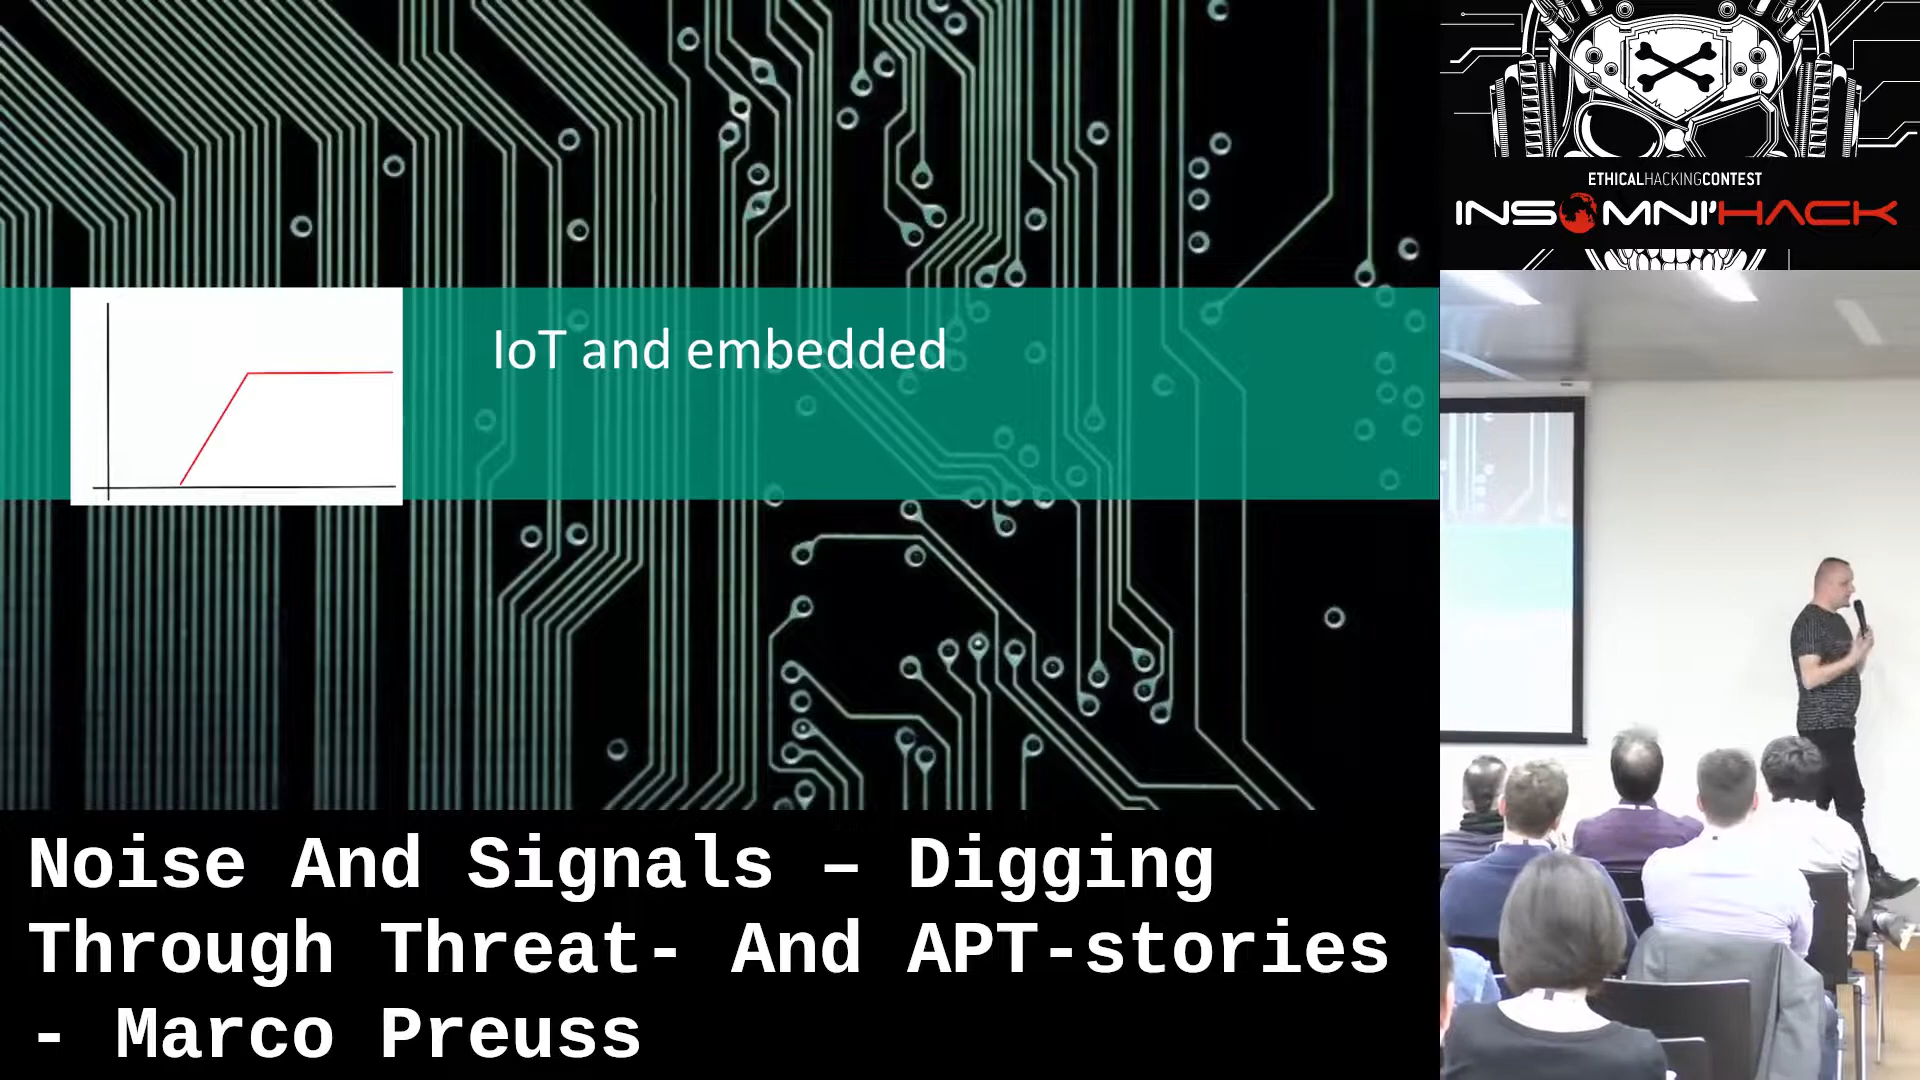 IoT and embedded
ETHICALHACKINGCONTEST
INSOMNI'HACK
Noise And Signals – Digging
Through Threat- And APT-stories
- Marco Preuss